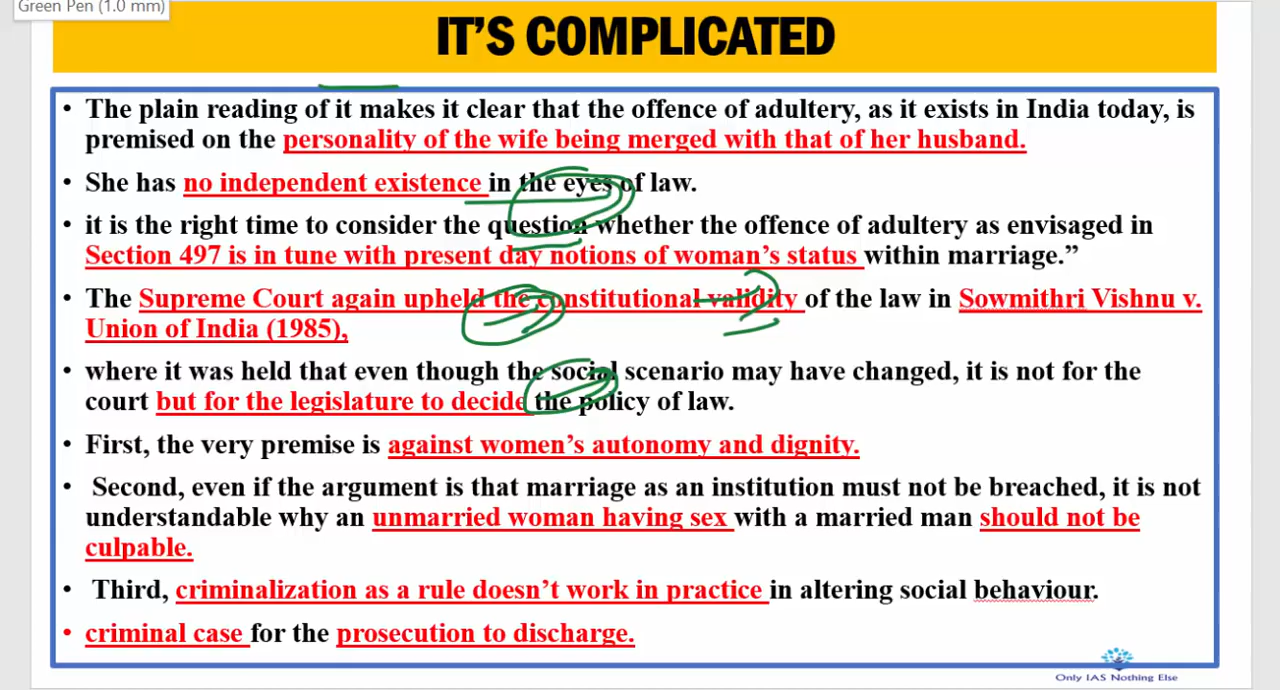 Green Pen (1.0 mm)
IT'S COMPLICATED
• The plain reading of it makes it clear that the offence of adultery, as it exists in India today, is
premised on the personality of the wife being merged with that of her husband.
• She has no independent existence in the eyes of law.
• it is the right time to consider the question whether the offence of adultery as envisaged in
Section 497 is in tune with present day notions of woman's status within marriage.”
• The Supreme Court again upheld the constitutional validity of the law in Sowmithri Vishnu v.
Union of India (1985),
• where it was held that even though the social scenario may have changed, it is not for the
court but for the legislature to decide the policy of law.
• First, the very premise is against women's autonomy and dignity.
• Second, even if the argument is that marriage as an institution must not be breached, it is not
understandable why an unmarried woman having sex with a married man should not be
culpable.
• Third, criminalization as a rule doesn't work in practice in altering social behaviour.
• criminal case for the prosecution to discharge.
Only IAS Nothing Else